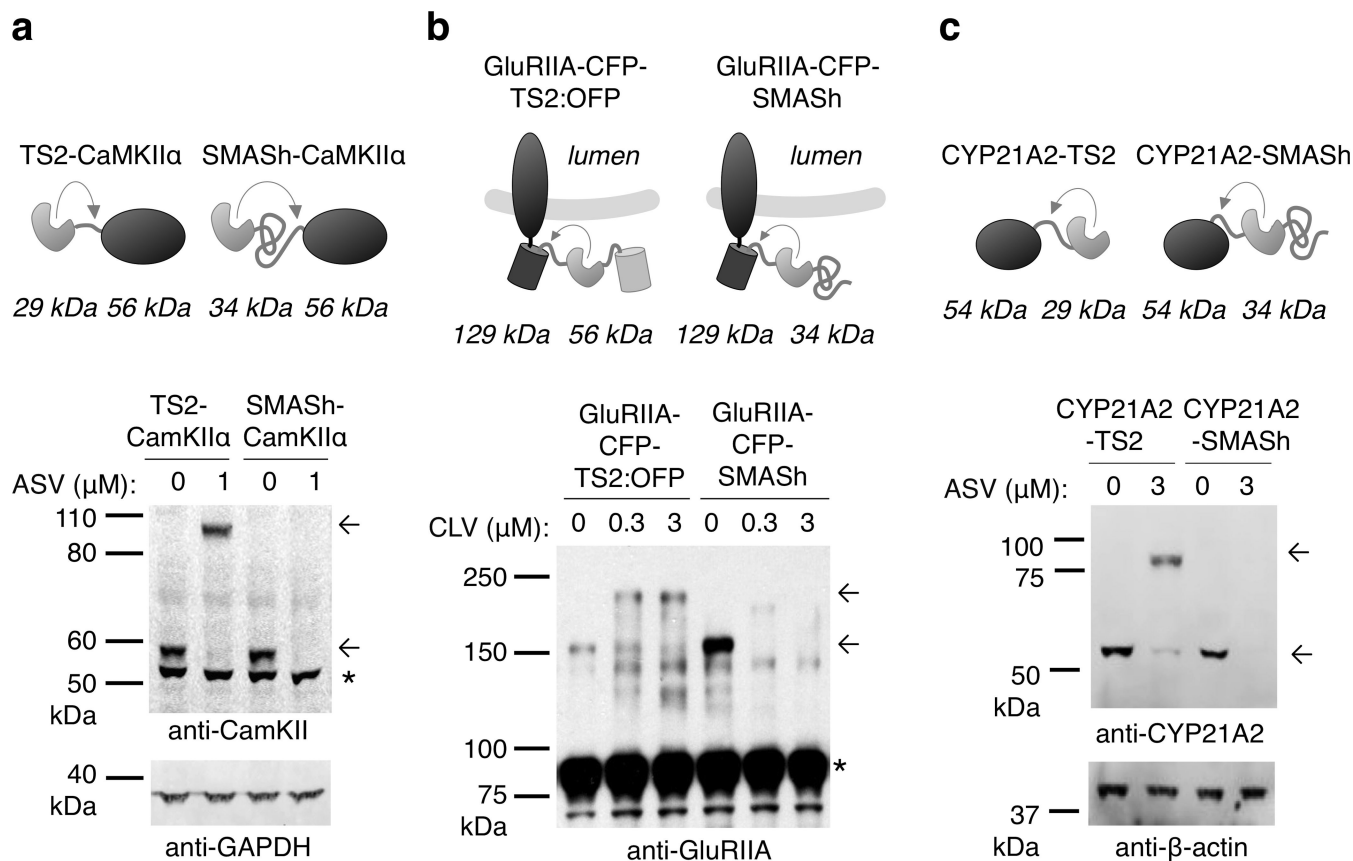 a
TS2-CaMKIIα SMASh-CaMKIIα
29 kDa 56 kDa 34 kDa 56 kDa
TS2-
CamKIIα
SMASh-
CamKIIα
ASV (μM): 0 1 0 1
110
80
60
50
*
kDa
anti-CamKII
40
kDa
anti-GAPDH
b
GluRIIA-CFP-
TS2:OFP
GluRIIA-CFP-
SMASh
lumen lumen
129 kDa 56 kDa 129 kDa 34 kDa
GluRIIA-
CFP-
TS2:OFP
GluRIIA-
CFP-
SMASh
CLV (μM): 0 0.3 3 0 0.3 3
250
150
100
*
75
kDa
anti-GluRIIA
c
CYP21A2-TS2 CYP21A2-SMASh
54 kDa 29 kDa 54 kDa 34 kDa
CYP21A2
-TS2
CYP21A2
-SMASh
ASV (μM): 0 3 0 3
100
75
50
kDa
anti-CYP21A2
37
kDa
anti-β-actin